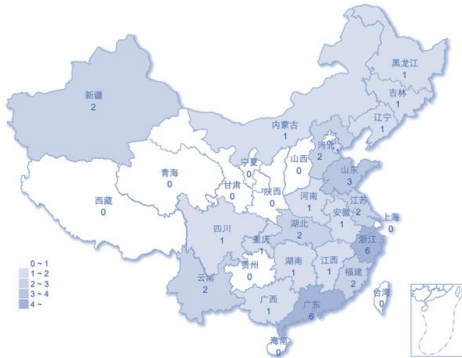 黑龙江
1
吉林
1
辽宁
1
新疆
2
内蒙古
1
河北
2
1
山西
0
宁夏
0
山东
3
青海
0
甘肃
0
陕西
0
西藏
0
河南
1
江苏
2
安徽
1
上海
0
湖北
2
四川
1
重庆
1
浙江
6
贵州
0
湖南
1
江西
1
福建
2
云南
2
广西
1
广东
6
台湾
0
海南
0
0 ~ 1
1 ~ 2
2 ~ 3
3 ~ 4
4 ~